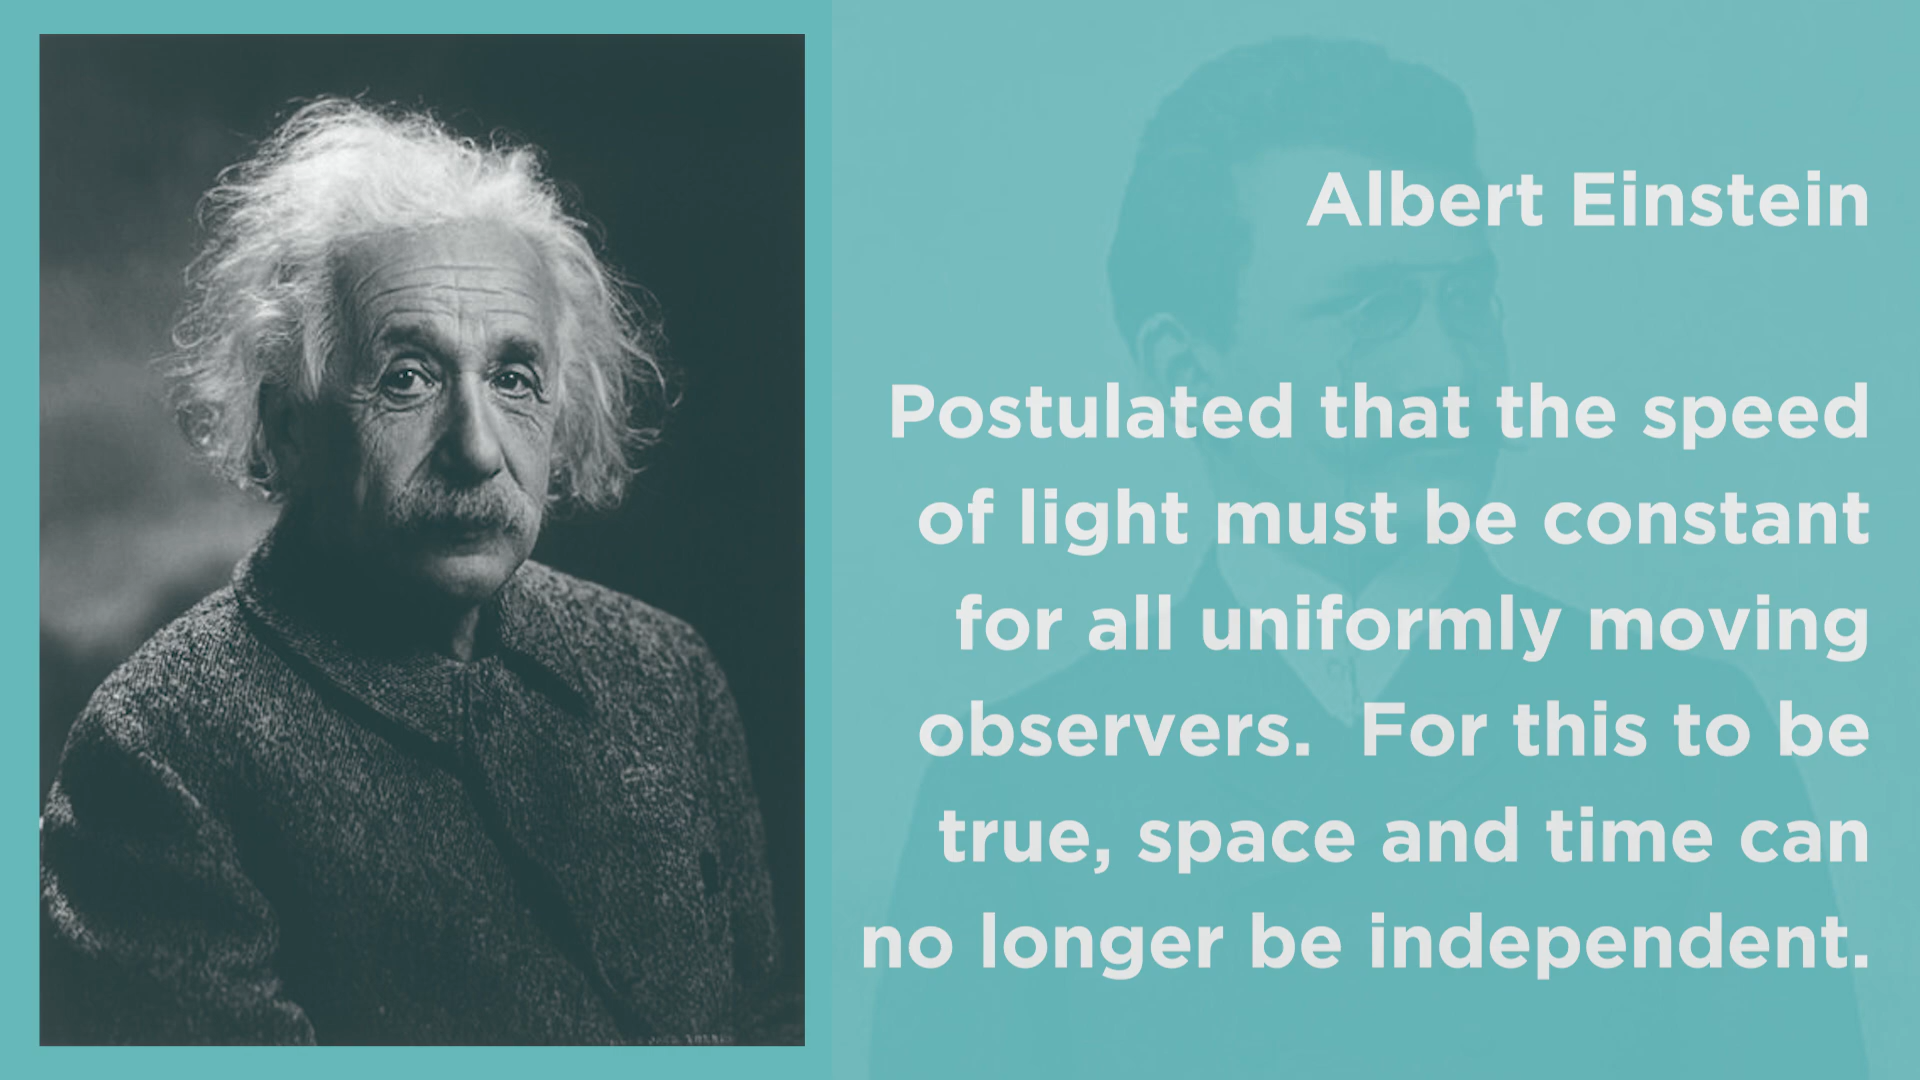 Albert Einstein
Postulated that the speed
of light must be constant
for all uniformly moving
observers.  For this to be
true, space and time can
no longer be independent.